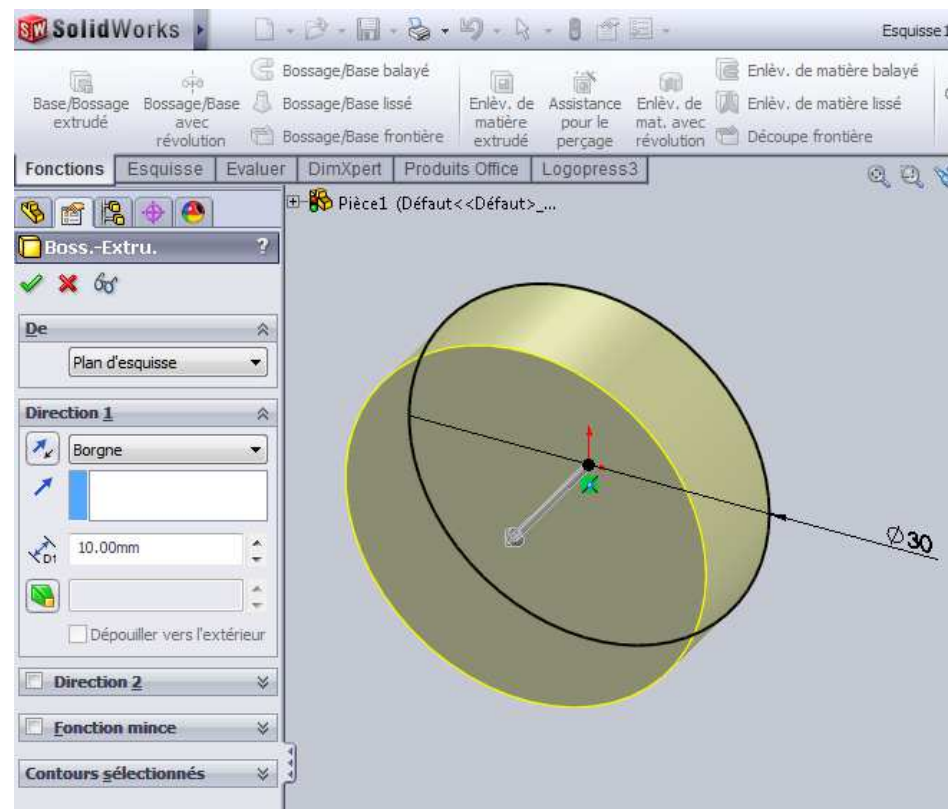 SolidWorks
Esquisse1
Base/Bossage extrudé
Bossage/Base avec révolution
Bossage/Base balayé
Bossage/Base lissé
Bossage/Base frontière
Enlèv. de matière extrudé
Assistance pour le perçage
Enlèv. de mat. avec révolution
Enlèv. de matière balayé
Enlèv. de matière lissé
Découpe frontière
Fonctions Esquisse Evaluer DimXpert Produits Office Logopress3
Pièce1 (Défaut<<Défaut>_...
Boss.-Extru. ?
De
Plan d'esquisse
Direction 1
Borgne
D1 10.00mm
Dépouiller vers l'extérieur
Direction 2
Fonction mince
Contours sélectionnés
∅30